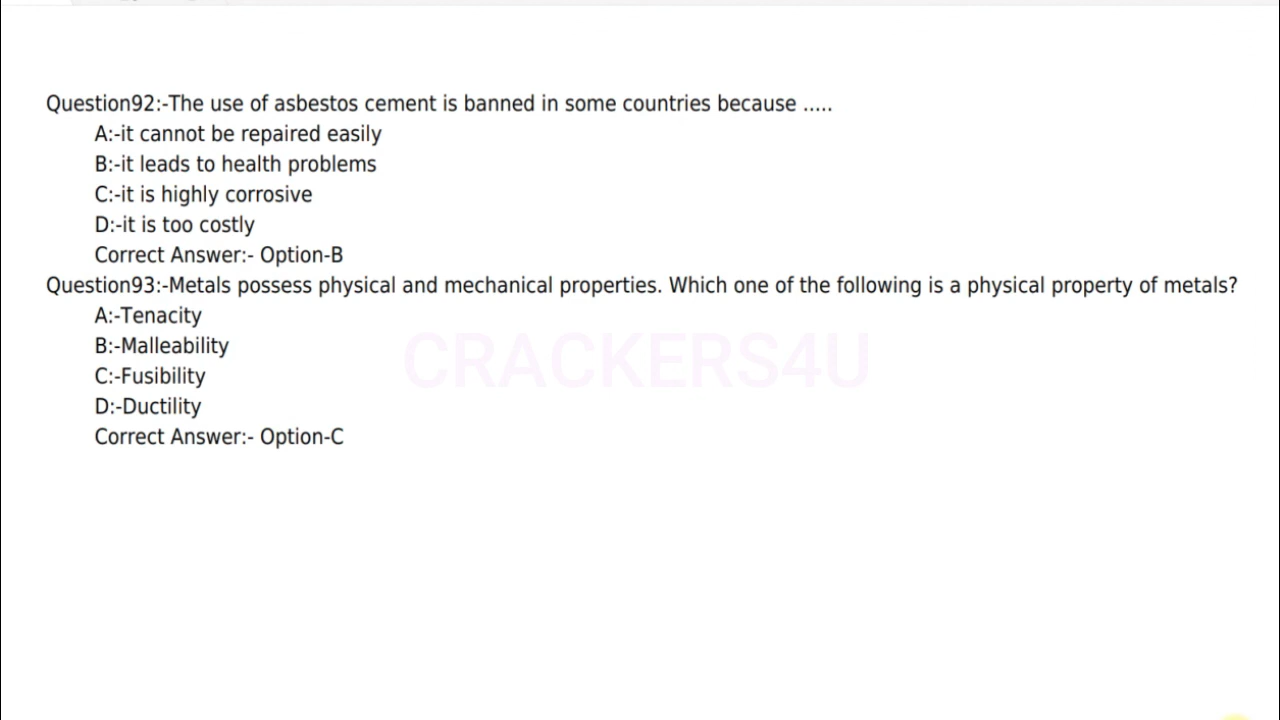 Question92:-The use of asbestos cement is banned in some countries because .....
A:-it cannot be repaired easily
B:-it leads to health problems
C:-it is highly corrosive
D:-it is too costly
Correct Answer:- Option-B
Question93:-Metals possess physical and mechanical properties. Which one of the following is a physical property of metals?
A:-Tenacity
B:-Malleability
CRACKERS4U
C:-Fusibility
D:-Ductility
Correct Answer:- Option-C